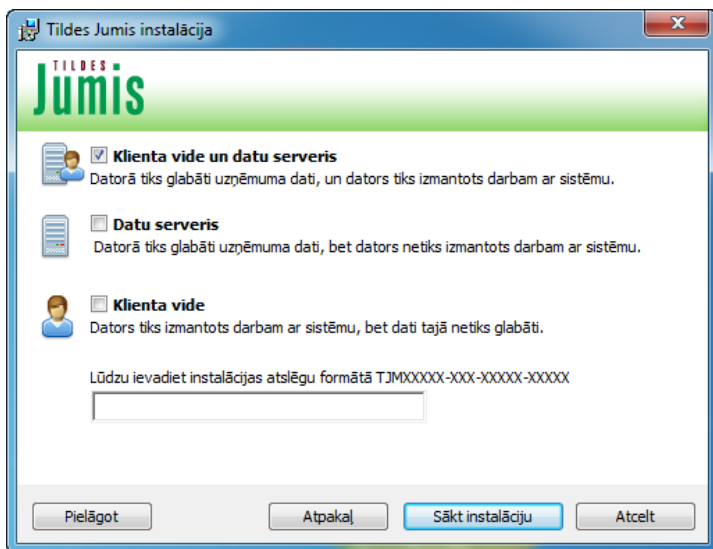 Tildes Jumis instalācija
TILDES
Jumis
Klienta vide un datu serveris
Datorā tiks glabāti uzņēmuma dati, un dators tiks izmantots darbam ar sistēmu.
Datu serveris
Datorā tiks glabāti uzņēmuma dati, bet dators netiks izmantots darbam ar sistēmu.
Klienta vide
Dators tiks izmantots darbam ar sistēmu, bet dati tajā netiks glabāti.
Lūdzu ievadiet instalācijas atslēgu formātā TJMXXXXX-XXX-XXXXX-XXXXX
Pielāgot Atpakaļ Sākt instalāciju Atcelt